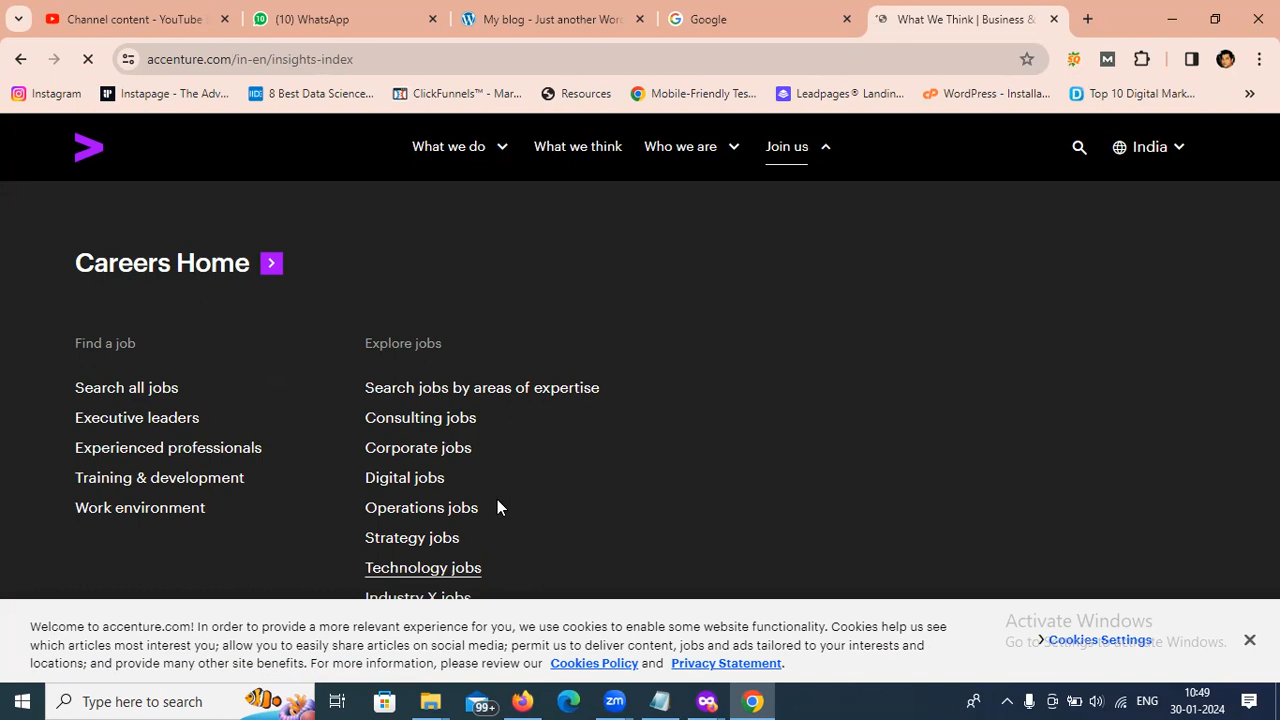 Channel content - YouTube
(10) WhatsApp
My blog - Just another Wor
Google
What We Think | Business &
accenture.com/in-en/insights-index
Instagram
Instapage - The Adv...
8 Best Data Science...
ClickFunnels™ - Mar...
Resources
Mobile-Friendly Tes...
Leadpages® Landin...
WordPress - Installa...
Top 10 Digital Mark...
What we do
What we think
Who we are
Join us
India
Careers Home
Find a job
Explore jobs
Search all jobs
Search jobs by areas of expertise
Executive leaders
Consulting jobs
Experienced professionals
Corporate jobs
Training & development
Digital jobs
Work environment
Operations jobs
Strategy jobs
Technology jobs
Industry X jobs
Welcome to accenture.com! In order to provide a more relevant experience for you, we use cookies to enable some website functionality. Cookies help us see
which articles most interest you; allow you to easily share articles on social media; permit us to deliver content, jobs and ads tailored to your interests and
locations; and provide many other site benefits. For more information, please review our Cookies Policy and Privacy Statement.
Cookies Settings
Activate Windows
Go to Settings to activate Windows.
Type here to search
99+
ENG
10:49
30-01-2024